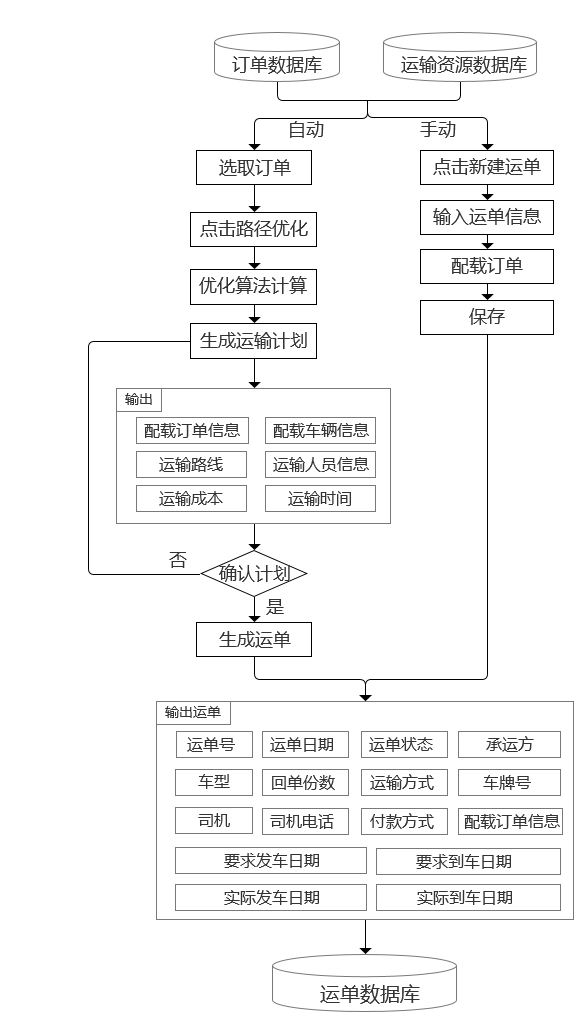 订单数据库
运输资源数据库
自动
手动
选取订单
点击新建运单
点击路径优化
输入运单信息
优化算法计算
配载订单
生成运输计划
保存
输出
配载订单信息
配载车辆信息
运输路线
运输人员信息
运输成本
运输时间
否
确认计划
是
生成运单
输出运单
运单号
运单日期
运单状态
承运方
车型
回单份数
运输方式
车牌号
司机
司机电话
付款方式
配载订单信息
要求发车日期
要求到车日期
实际发车日期
实际到车日期
运单数据库